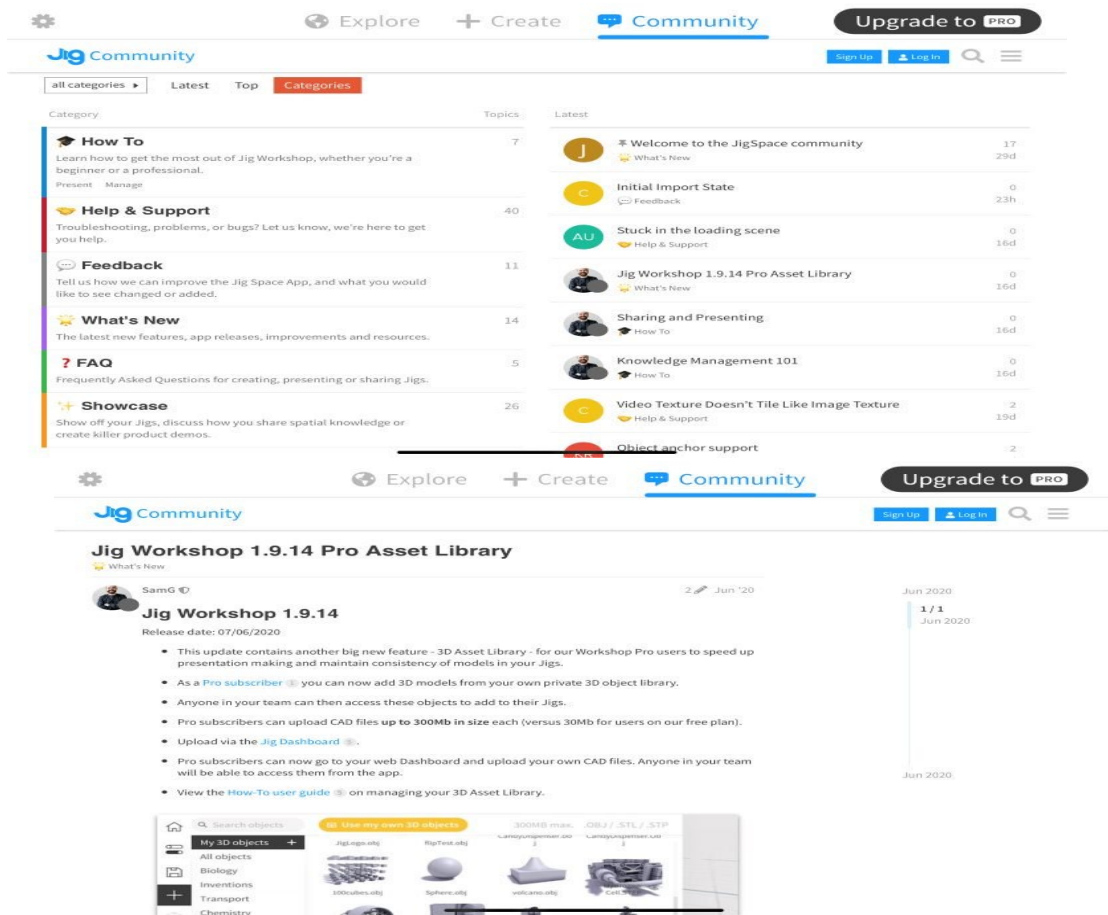 Explore
Create
Community
Upgrade to PRO
Jig Community
Sign Up
Log In
all categories
Latest
Top
Categories
Category
Topics
How To
7
Learn how to get the most out of Jig Workshop, whether you're a
beginner or a professional.
Present Manage
Help & Support
40
Troubleshooting, problems, or bugs? Let us know, we're here to get
you help.
Feedback
11
Tell us how we can improve the Jig Space App, and what you would
like to see changed or added.
What's New
14
The latest new features, app releases, improvements and resources.
FAQ
5
Frequently Asked Questions for creating, presenting or sharing Jigs.
Showcase
26
Show off your Jigs, discuss how you share spatial knowledge or
create killer product demos.
Latest
J
Welcome to the JigSpace community
17
What's New
29d
C
Initial Import State
0
Feedback
23h
AU
Stuck in the loading scene
0
Help & Support
16d
Jig Workshop 1.9.14 Pro Asset Library
0
What's New
16d
Sharing and Presenting
0
How To
16d
Knowledge Management 101
0
How To
16d
C
Video Texture Doesn't Tile Like Image Texture
2
Help & Support
19d
Object anchor support
2
Explore
Create
Community
Upgrade to PRO
Jig Community
Sign Up
Log In
Jig Workshop 1.9.14 Pro Asset Library
What's New
SamG
2
Jun '20
Jig Workshop 1.9.14
Release date: 07/06/2020
This update contains another big new feature - 3D Asset Library - for our Workshop Pro users to speed up
presentation making and maintain consistency of models in your Jigs.
As a Pro subscriber you can now add 3D models from your own private 3D object library.
Anyone in your team can then access these objects to add to their Jigs.
Pro subscribers can upload CAD files up to 300Mb in size each (versus 30Mb for users on our free plan).
Upload via the Jig Dashboard.
Pro subscribers can now go to your web Dashboard and upload your own CAD files. Anyone in your team
will be able to access them from the app.
View the How-To user guide on managing your 3D Asset Library.
Jun 2020
1 / 1
Jun 2020
Jun 2020
Search objects
Use my own 3D objects
300MB max. .OBJ / .STL / .STP
My 3D objects +
All objects
Biology
Inventions
Transport
Chemistry
JigLogo.obj
RipTest.obj
100cubes.obj
Sphere.obj
volcano.obj